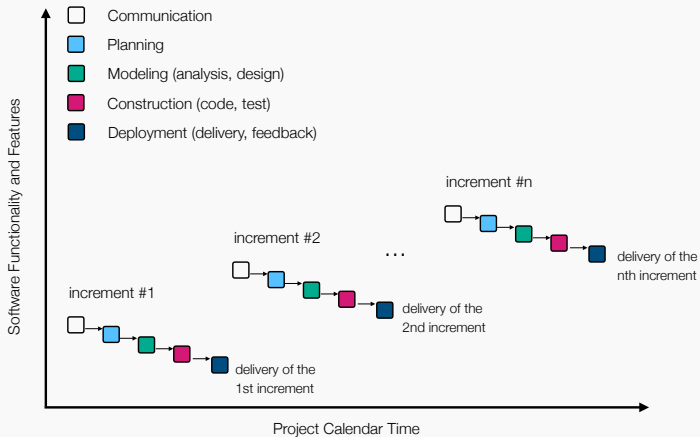 Communication
Planning
Modeling (analysis, design)
Construction (code, test)
Deployment (delivery, feedback)
Software Functionality and Features
increment #n
increment #2
...
delivery of the
nth increment
increment #1
delivery of the
2nd increment
delivery of the
1st increment
Project Calendar Time